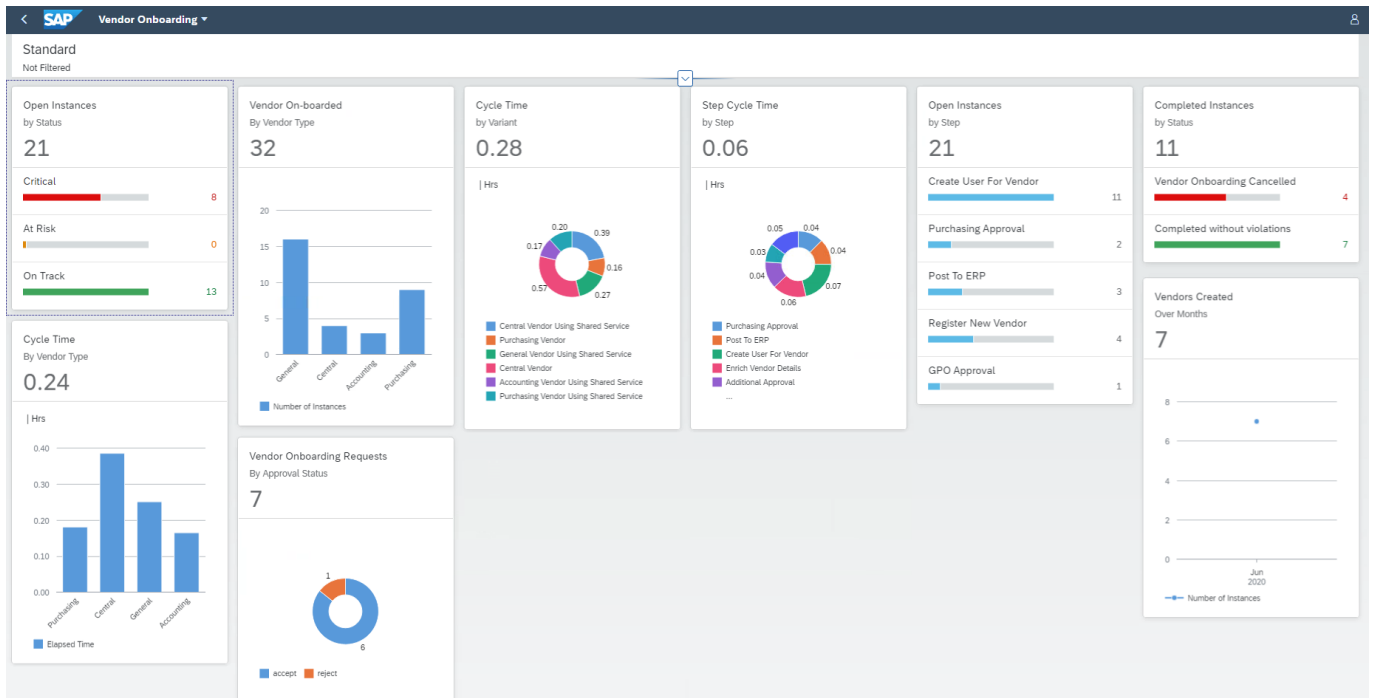 SAP Vendor Onboarding
Standard
Not Filtered
Open Instances
by Status
21
Critical
8
At Risk
0
On Track
13
Cycle Time
By Vendor Type
0.24
| Hrs
0.40
0.30
0.20
0.10
0.00
Purchasing
Central
General
Accounting
Elapsed Time
Vendor On-boarded
By Vendor Type
32
20
15
10
5
0
General
Central
Accounting
Purchasing
Number of Instances
Vendor Onboarding Requests
By Approval Status
7
1
6
accept reject
Cycle Time
by Variant
0.28
| Hrs
0.20
0.39
0.17
0.16
0.57
0.27
Central Vendor Using Shared Service
Purchasing Vendor
General Vendor Using Shared Service
Central Vendor
Accounting Vendor Using Shared Service
Purchasing Vendor Using Shared Service
Step Cycle Time
by Step
0.06
| Hrs
0.05 0.04
0.03 0.04
0.04
0.07
0.06
Purchasing Approval
Post To ERP
Create User For Vendor
Enrich Vendor Details
Additional Approval
...
Open Instances
by Step
21
Create User For Vendor
11
Purchasing Approval
2
Post To ERP
3
Register New Vendor
4
GPO Approval
1
Completed Instances
by Status
11
Vendor Onboarding Cancelled
4
Completed without violations
7
Vendors Created
Over Months
7
8
6
4
2
0
Jun
2020
Number of Instances